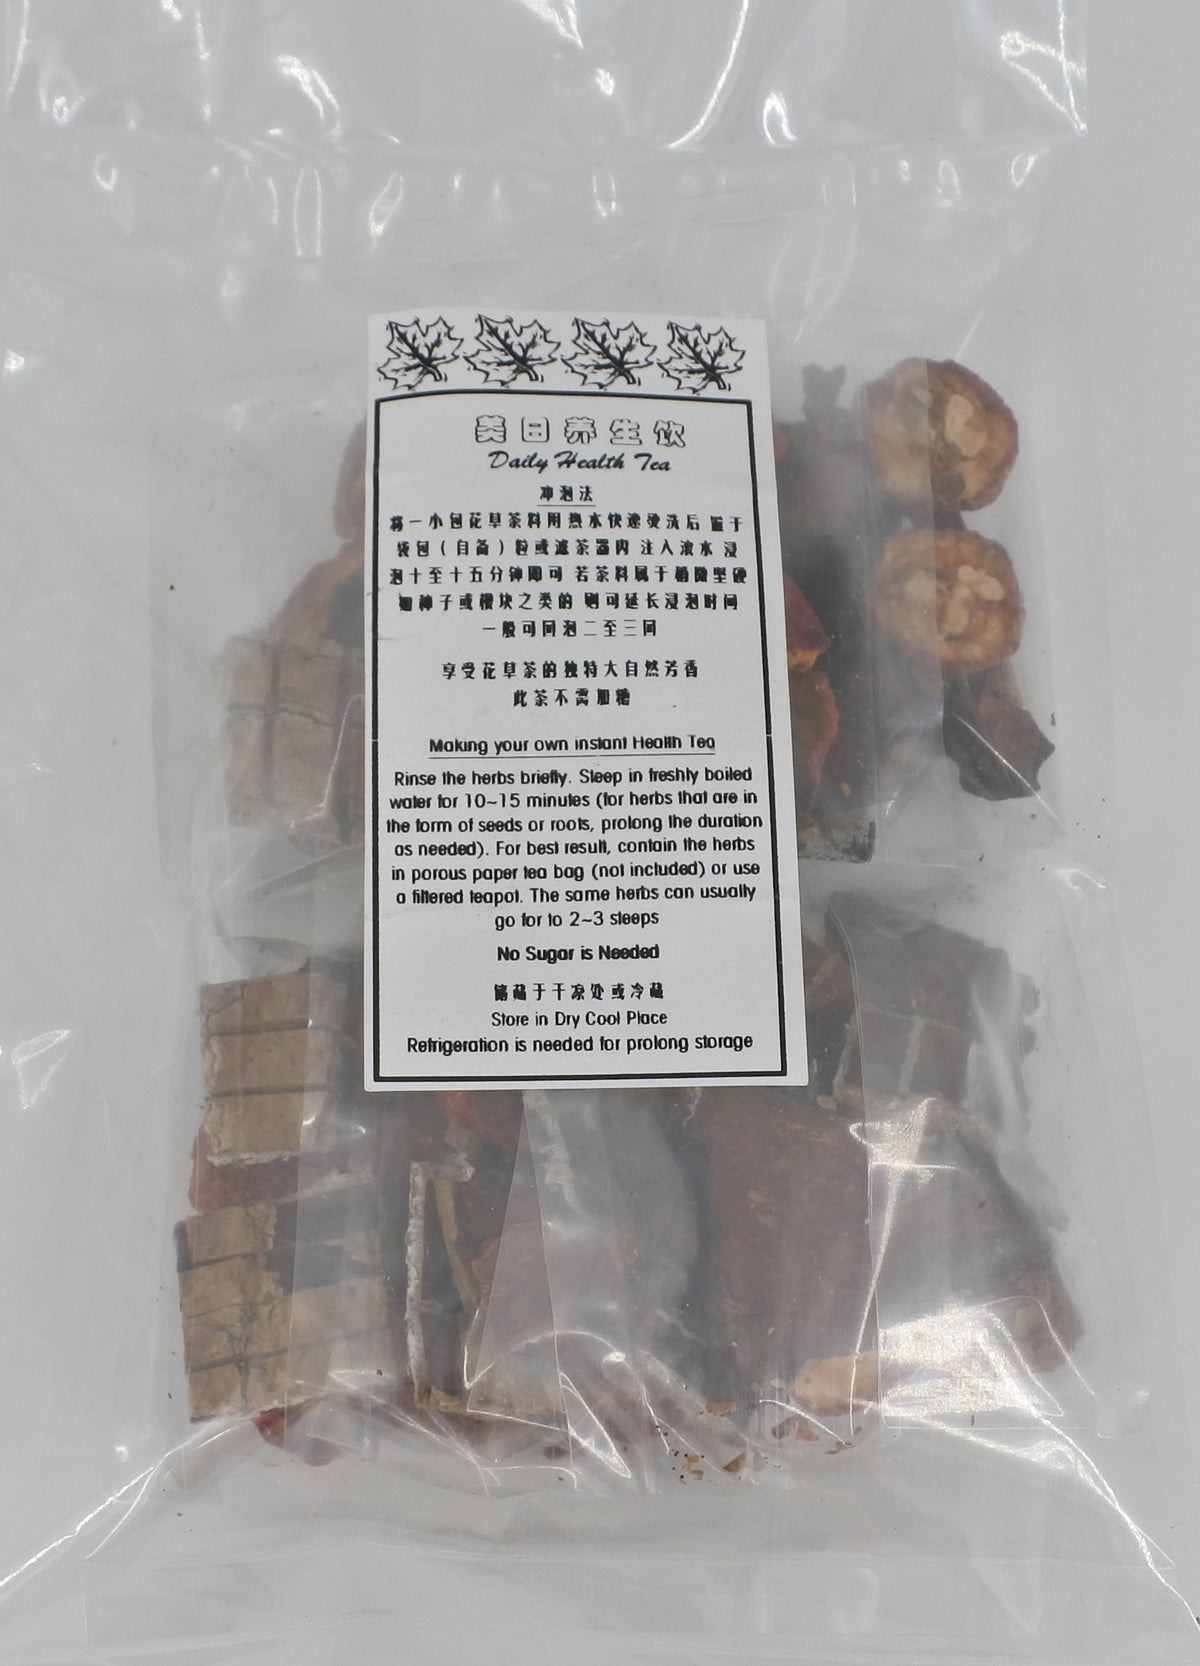 美日养生饮
Daily Health Tea
冲泡法
将一小包花草茶料用热水快速烫洗后 置于
袋包(自备)粒或滤茶器内 注入滚水 浸
泡十至十五分钟即可 若茶料属于稍微坚硬
如种子或根块之类的 则可延长浸泡时间
一般可回泡二至三回
享受花草茶的独特大自然芳香
此茶不需加糖
Making your own instant Health Tea
Rinse the herbs briefly. Steep in freshly boiled
water for 10~15 minutes (for herbs that are in
the form of seeds or roots, prolong the duration
as needed). For best result, contain the herbs
in porous paper tea bag (not included) or use
a filtered teapot. The same herbs can usually
go for to 2~3 steeps
No Sugar is Needed
储藏于干凉处或冷藏
Store in Dry Cool Place
Refrigeration is needed for prolong storage